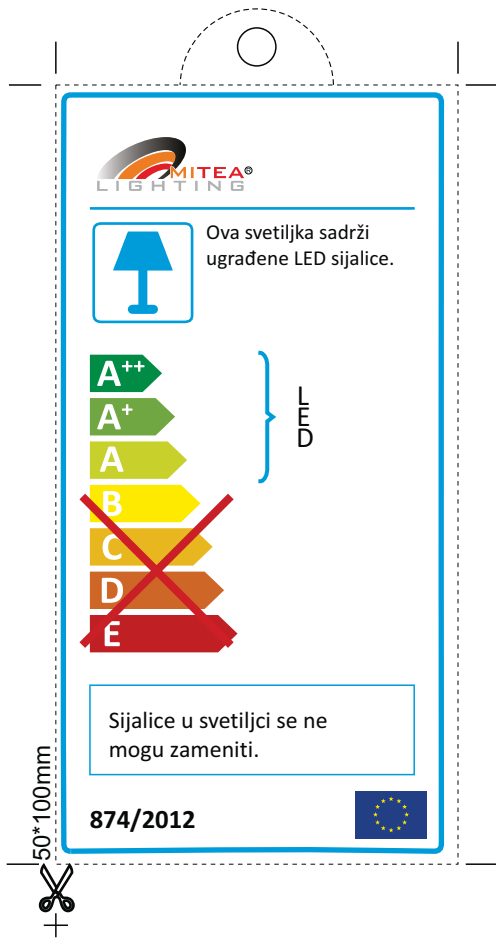 MITEA®
LIGHTING
Ova svetiljka sadrži
ugrađene LED sijalice.
A++
A+
A
B
C
D
E
LED
Sijalice u svetiljci se ne
mogu zameniti.
874/2012
50*100mm